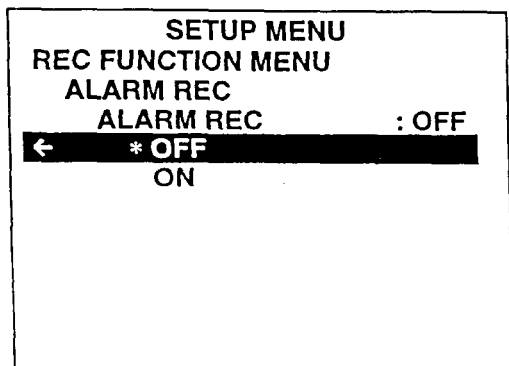 SETUP MENU
REC FUNCTION MENU
ALARM REC
ALARM REC : OFF
← * OFF
ON